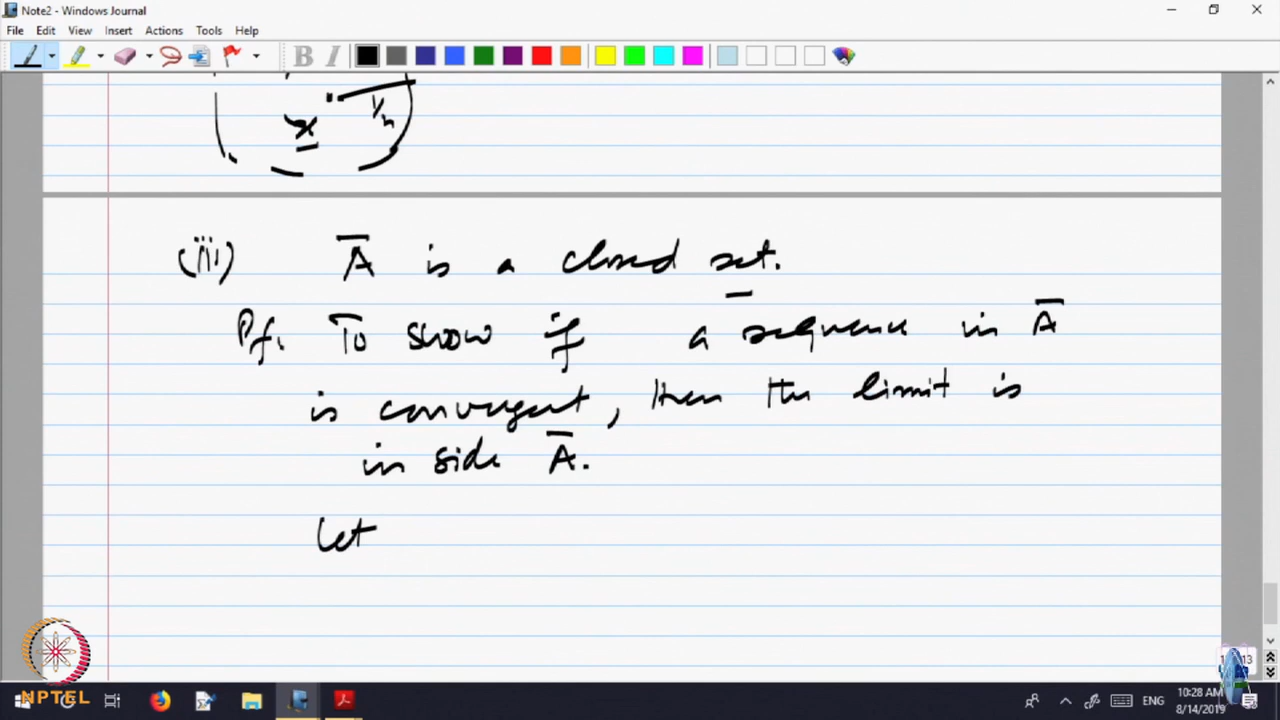 Note2 - Windows Journal
File Edit View Insert Actions Tools Help
B I
x 1/n
(iii) A̅ is a closed set.
Pf. To show if a sequence in A̅
is convergent, then the limit is
in side A̅.
Let
NPTEL
ENG
10:28 AM
8/14/2019